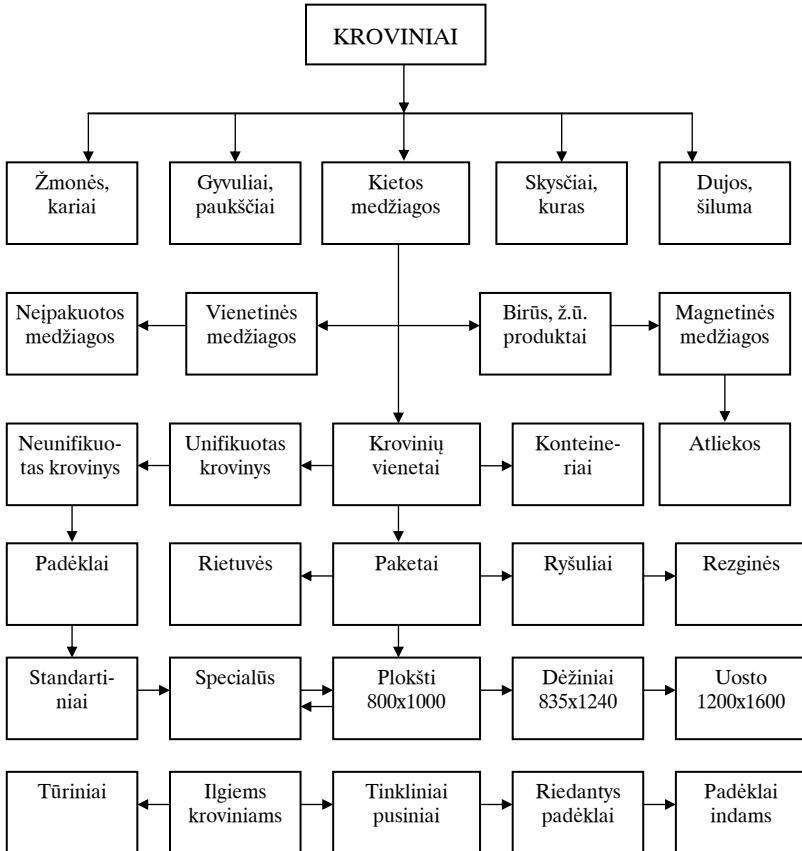 KROVINIAI
Žmonės,
kariai
Gyvuliai,
paukščiai
Kietos
medžiagos
Skysčiai,
kuras
Dujos,
šiluma
Neįpakuotos
medžiagos
Vienetinės
medžiagos
Birūs, ž.ū.
produktai
Magnetinės
medžiagos
Neunifikuo-
tas krovinys
Unifikuotas
krovinys
Krovinių
vienetai
Konteine-
riai
Atliekos
Padėklai
Rietuvės
Paketai
Ryšuliai
Rezginės
Standarti-
niai
Specialūs
Plokšti
800x1000
Dėžiniai
835x1240
Uosto
1200x1600
Tūriniai
Ilgiems
kroviniams
Tinkliniai
pusiniai
Riedantys
padėklai
Padėklai
indams